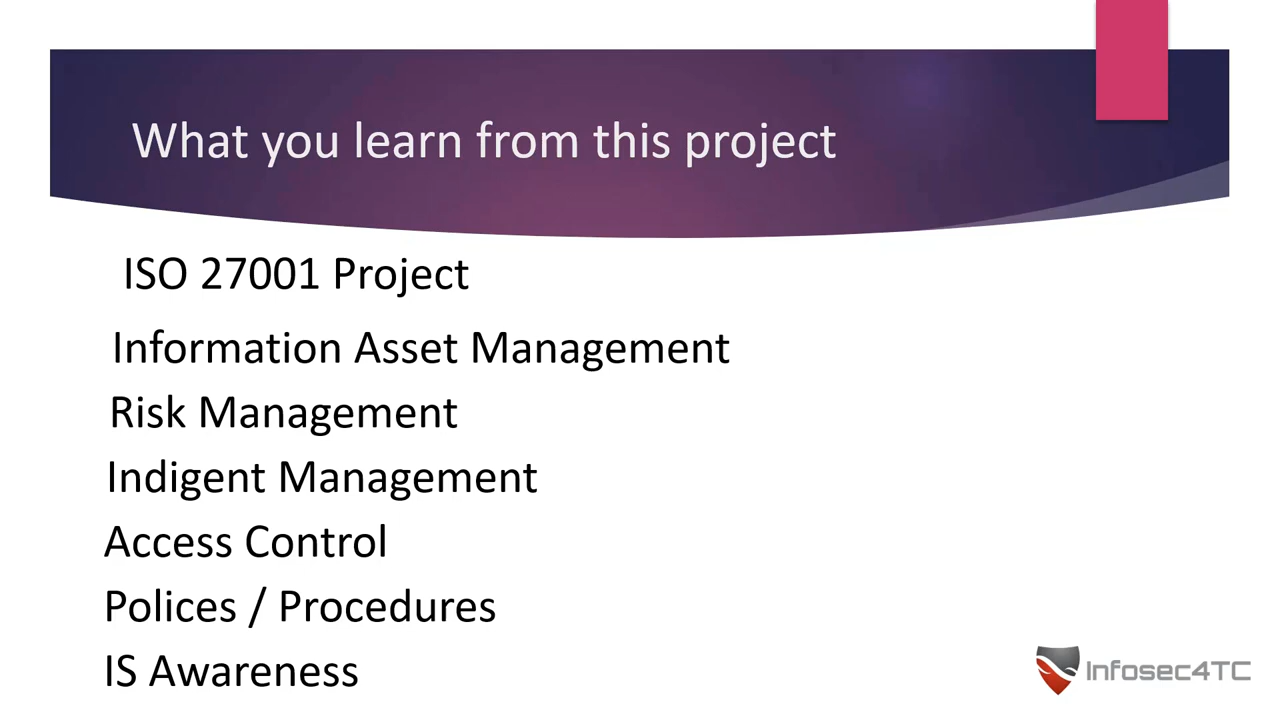 What you learn from this project
ISO 27001 Project
Information Asset Management
Risk Management
Indigent Management
Access Control
Polices / Procedures
IS Awareness
Infosec4TC